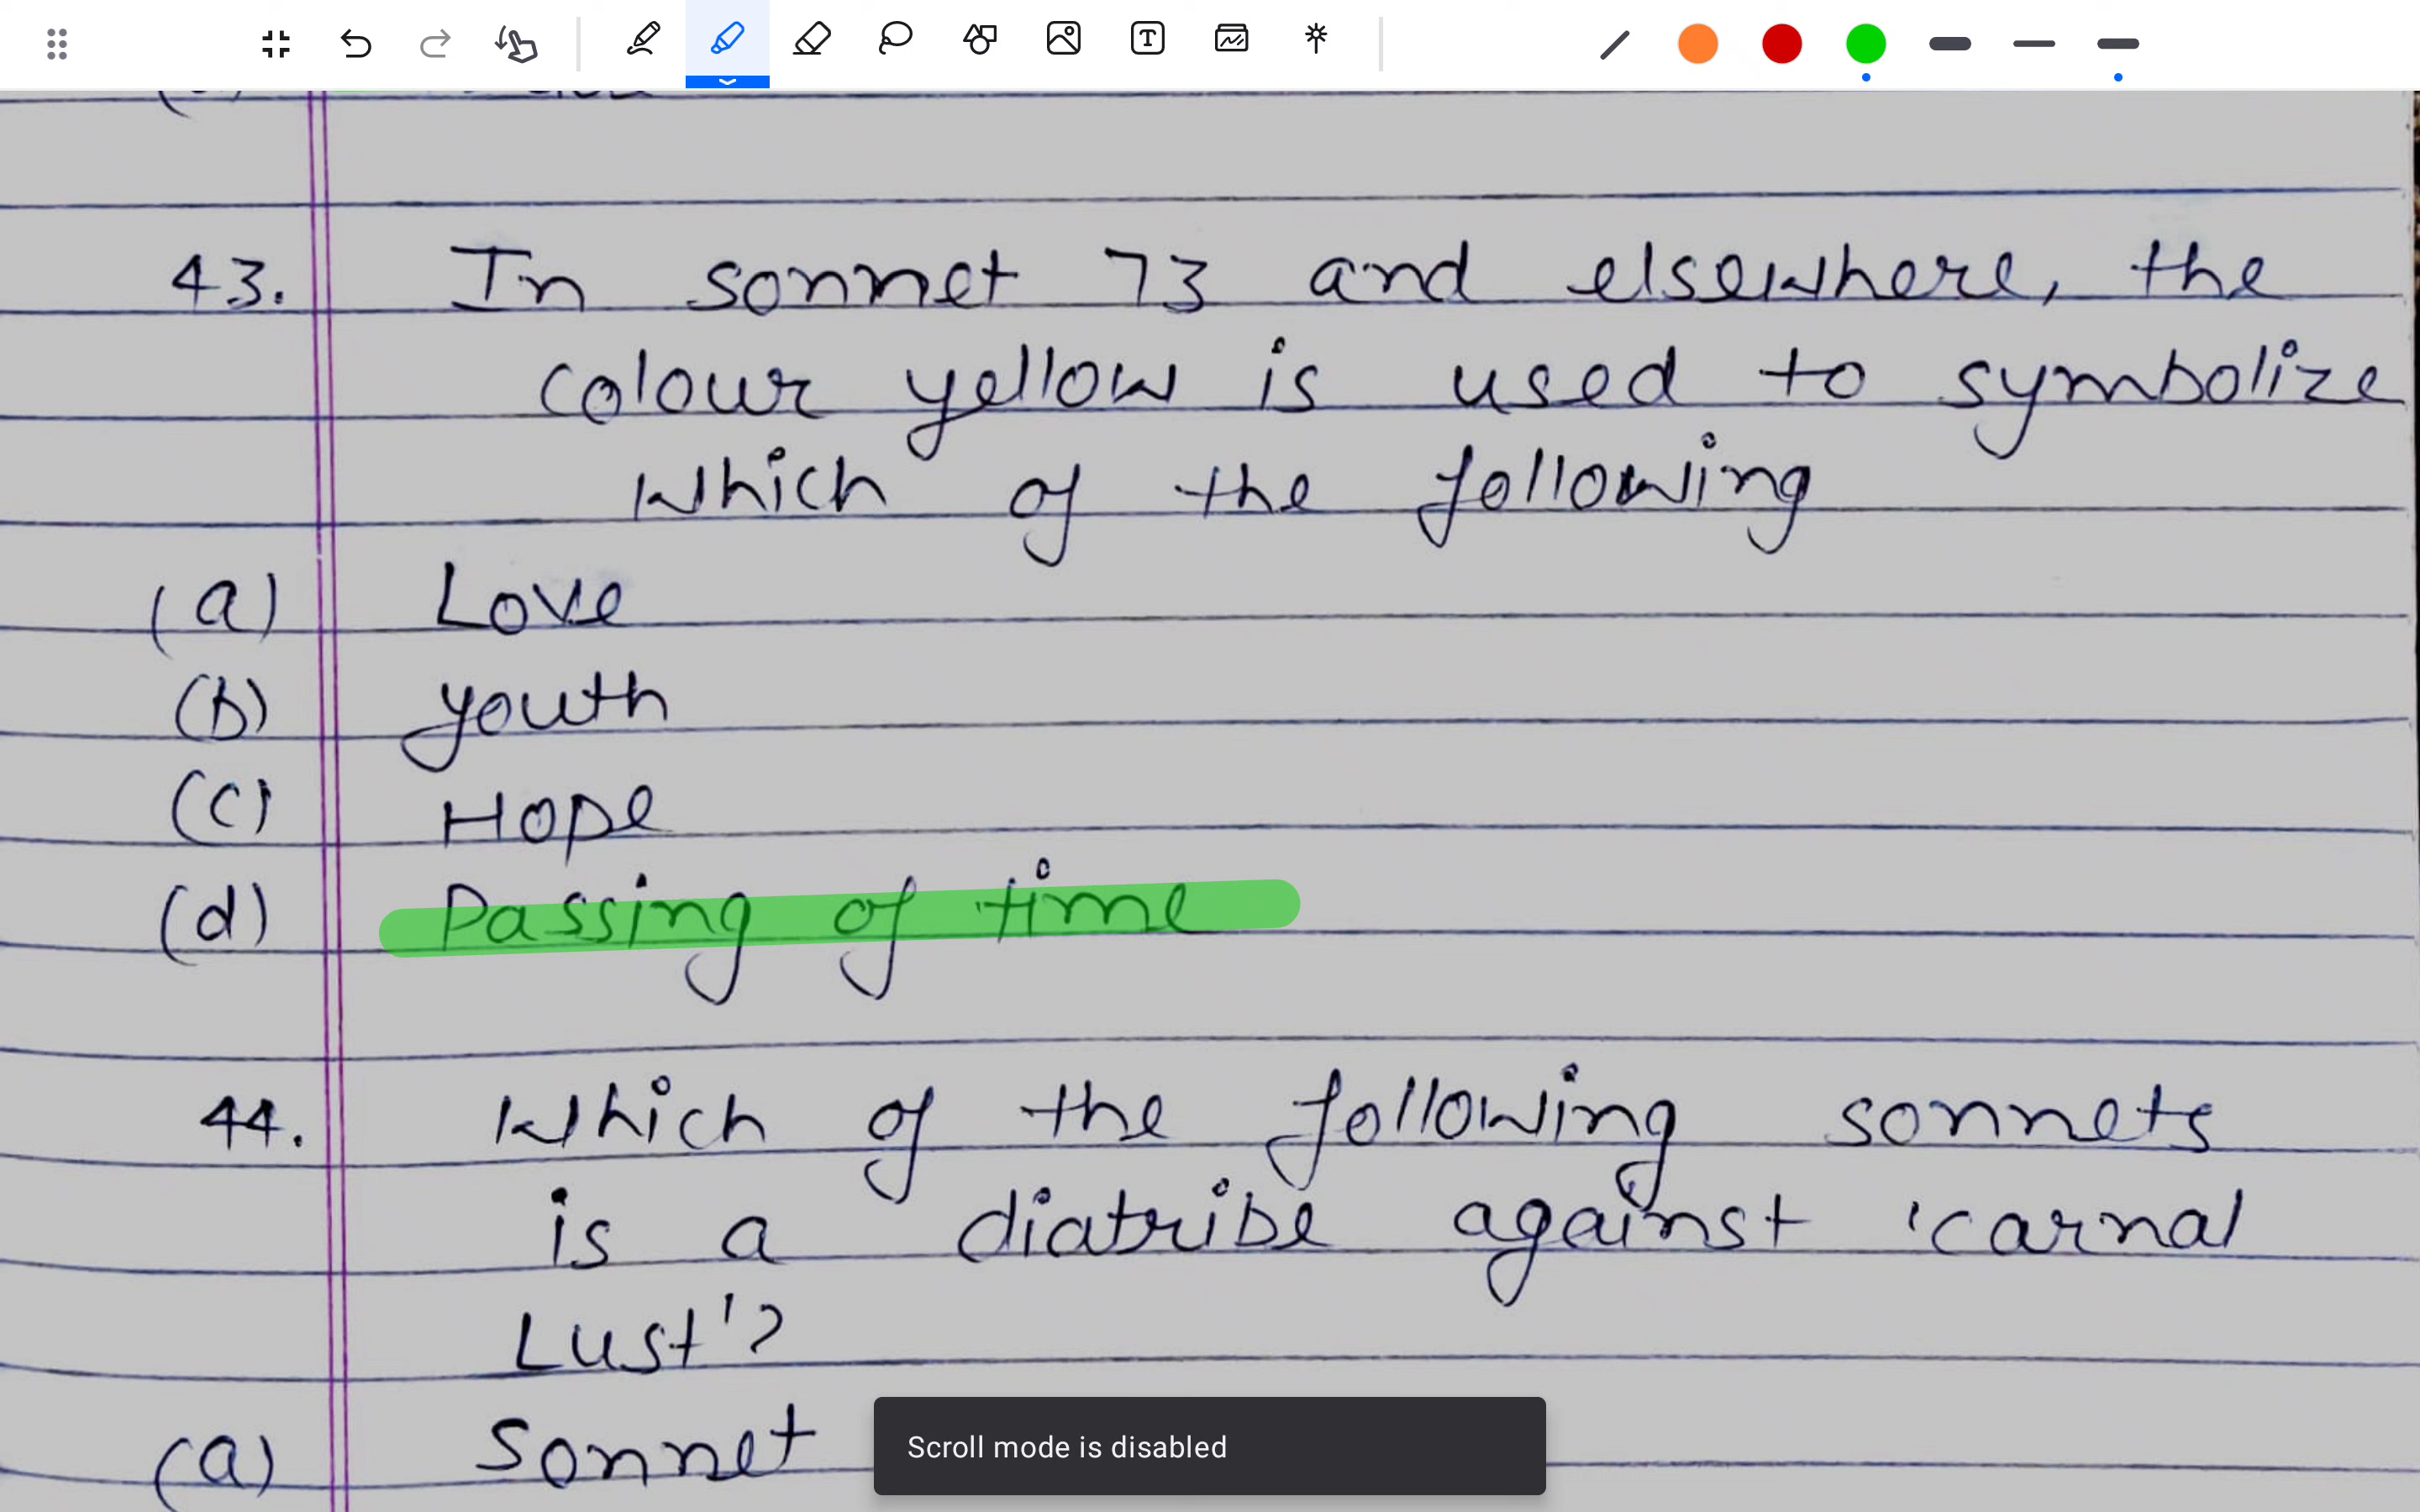 43. In sonnet 73 and elsewhere, the
colour yellow is used to symbolize
which of the following
(a) Love
(b) youth
(c) Hope
(d) Passing of time
44. Which of the following sonnets
is a diatribe against 'carnal
Lust'?
(a) Sonnet
Scroll mode is disabled